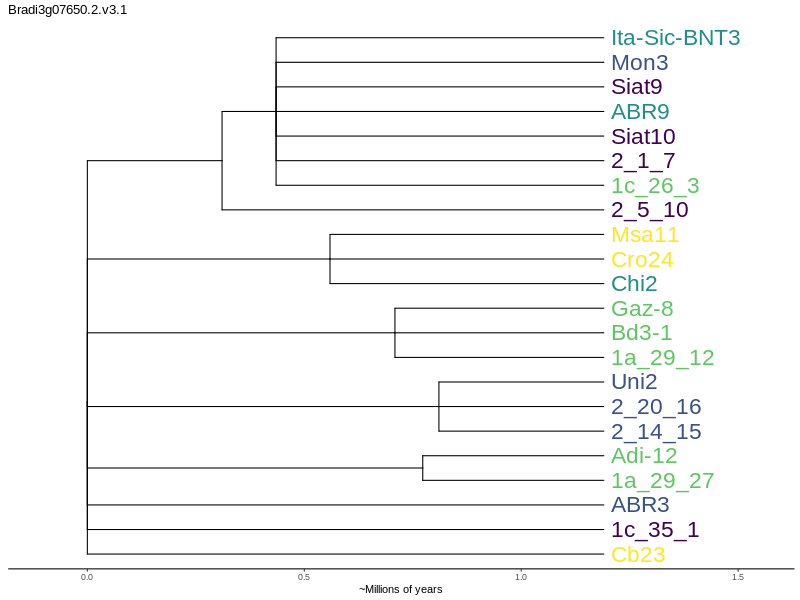 Bradi3g07650.2.v3.1
Ita-Sic-BNT3
Mon3
Siat9
ABR9
Siat10
2_1_7
1c_26_3
2_5_10
Msa11
Cro24
Chi2
Gaz-8
Bd3-1
1a_29_12
Uni2
2_20_16
2_14_15
Adi-12
1a_29_27
ABR3
1c_35_1
Cb23
0.0 0.5 1.0 1.5
~Millions of years